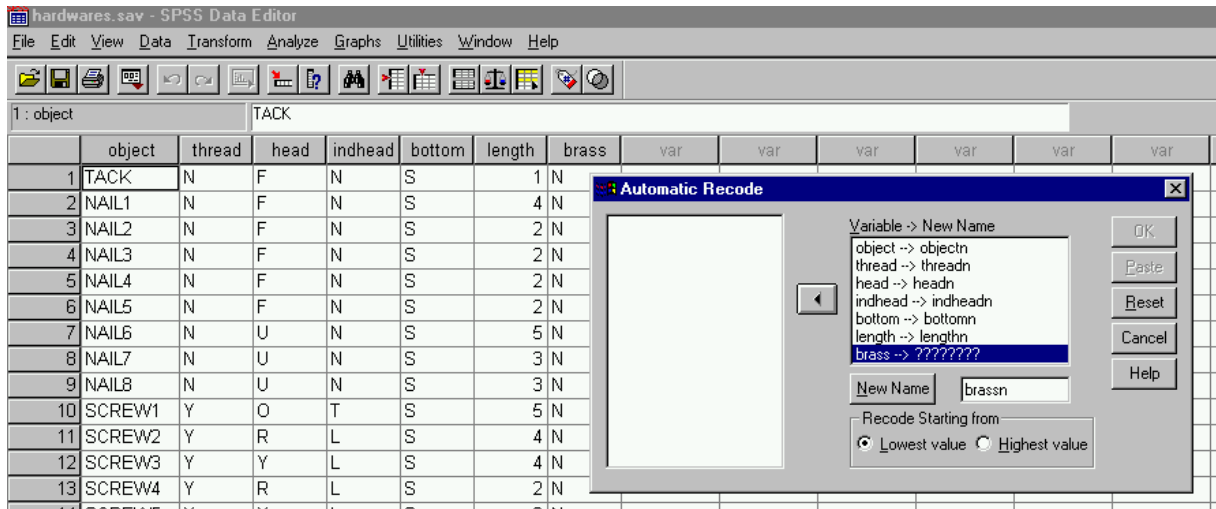 hardwares.sav - SPSS Data Editor
File Edit View Data Transform Analyze Graphs Utilities Window Help
1 : object TACK
object thread head indhead bottom length brass var var var var var var
1 TACK N F N S 1 N
2 NAIL1 N F N S 4 N
3 NAIL2 N F N S 2 N
4 NAIL3 N F N S 2 N
5 NAIL4 N F N S 2 N
6 NAIL5 N F N S 2 N
7 NAIL6 N U N S 5 N
8 NAIL7 N U N S 3 N
9 NAIL8 N U N S 3 N
10 SCREW1 Y O T S 5 N
11 SCREW2 Y R L S 4 N
12 SCREW3 Y Y L S 4 N
13 SCREW4 Y R L S 2 N
Automatic Recode
Variable -> New Name
object --> objectn
thread --> threadn
head --> headn
indhead --> indheadn
bottom --> bottomn
length --> lengthn
brass --> ????????
New Name brassn
Recode Starting from
Lowest value Highest value
OK
Paste
Reset
Cancel
Help